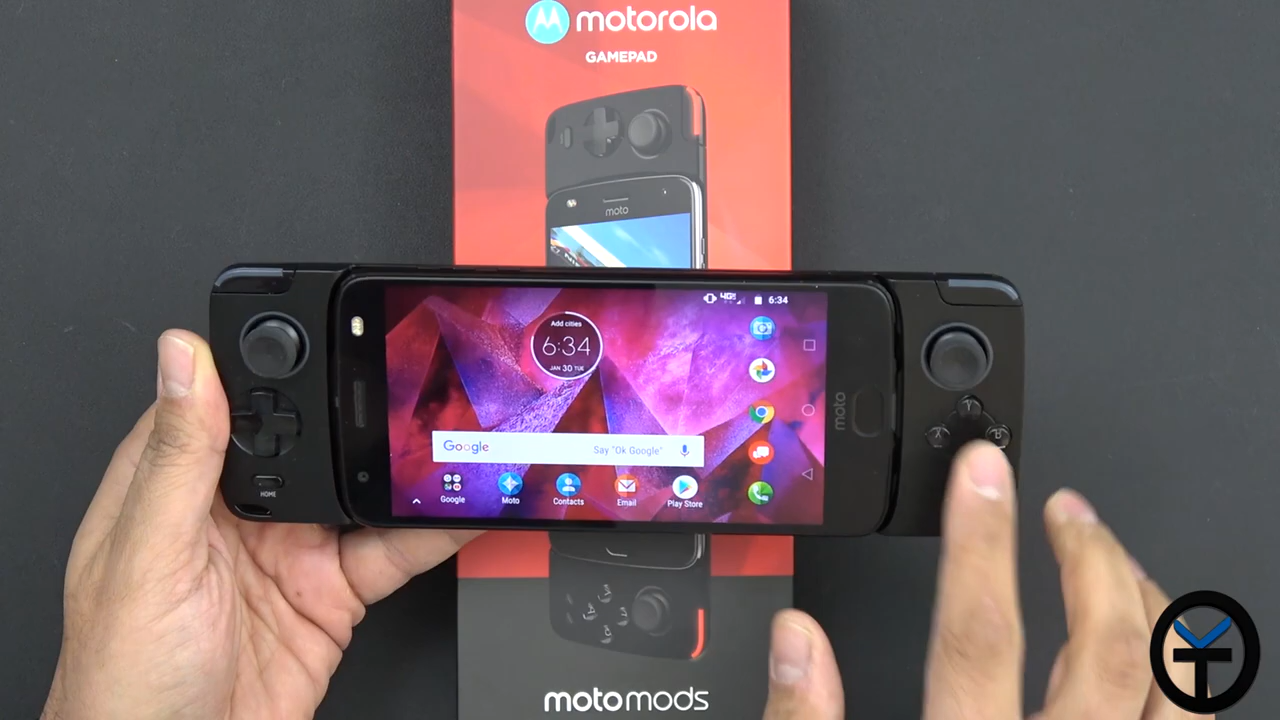 motorola
GAMEPAD
moto
4G
6:34
Add cities
6:34
JAN 30 TUE
moto
Google
Say "Ok Google"
Google
Moto
Contacts
Email
Play Store
HOME
Y
X
B
motomods